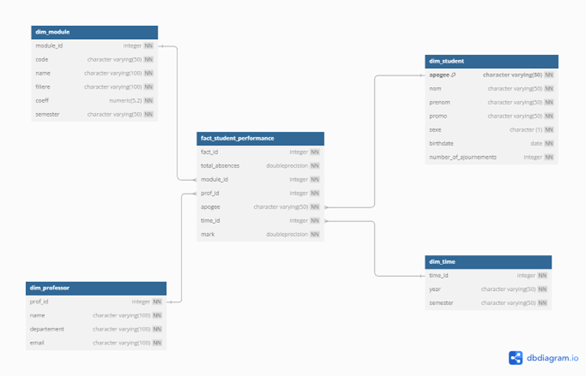 dim_module
module_id integer NN
code character varying(50) NN
name character varying(100) NN
filiere character varying(100) NN
coeff numeric(5,2) NN
semester character varying(50) NN
dim_student
apogee character varying(50) NN
nom character varying(50) NN
prenom character varying(50) NN
promo character varying(50) NN
sexe character (1) NN
birthdate date NN
number_of_ajournements integer NN
fact_student_performance
fact_id integer NN
total_absences doubleprecision NN
module_id integer NN
prof_id integer NN
apogee character varying(50) NN
time_id integer NN
mark doubleprecision NN
dim_professor
prof_id integer NN
name character varying(100) NN
departement character varying(100) NN
email character varying(100) NN
dim_time
time_id integer NN
year character varying(50) NN
semester character varying(50) NN
dbdiagram.io